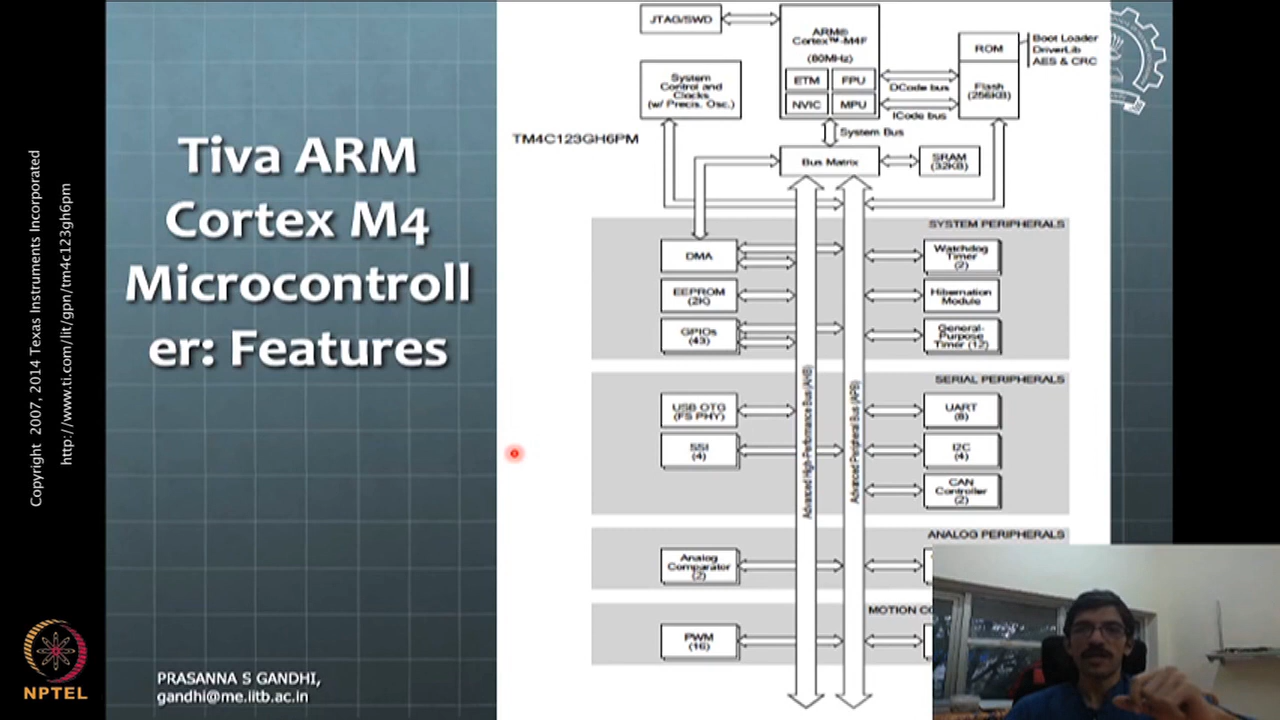 Copyright 2007, 2014 Texas Instruments Incorporated
http://www.ti.com/lit/gpn/tm4c123gh6pm
Tiva ARM
Cortex M4
Microcontroll
er: Features
PRASANNA S GANDHI,
gandhi@me.iitb.ac.in
NPTEL
JTAG/SWD
ARM®
Cortex™-M4F
(80MHz)
ETM
FPU
NVIC
MPU
ROM
Boot Loader
DriverLib
AES & CRC
Flash
(256KB)
DCode bus
ICode bus
System
Control and
Clocks
(w/ Precis. Osc.)
TM4C123GH6PM
System Bus
Bus Matrix
SRAM
(32KB)
SYSTEM PERIPHERALS
DMA
Watchdog
Timer
(2)
EEPROM
(2K)
Hibernation
Module
GPIOs
(43)
General-
Purpose
Timer (12)
Advanced High-Performance Bus (AHB)
Advanced Peripheral Bus (APB)
SERIAL PERIPHERALS
USB OTG
(FS PHY)
UART
(8)
SSI
(4)
I2C
(4)
CAN
Controller
(2)
ANALOG PERIPHERALS
Analog
Comparator
(2)
MOTION CO
PWM
(16)